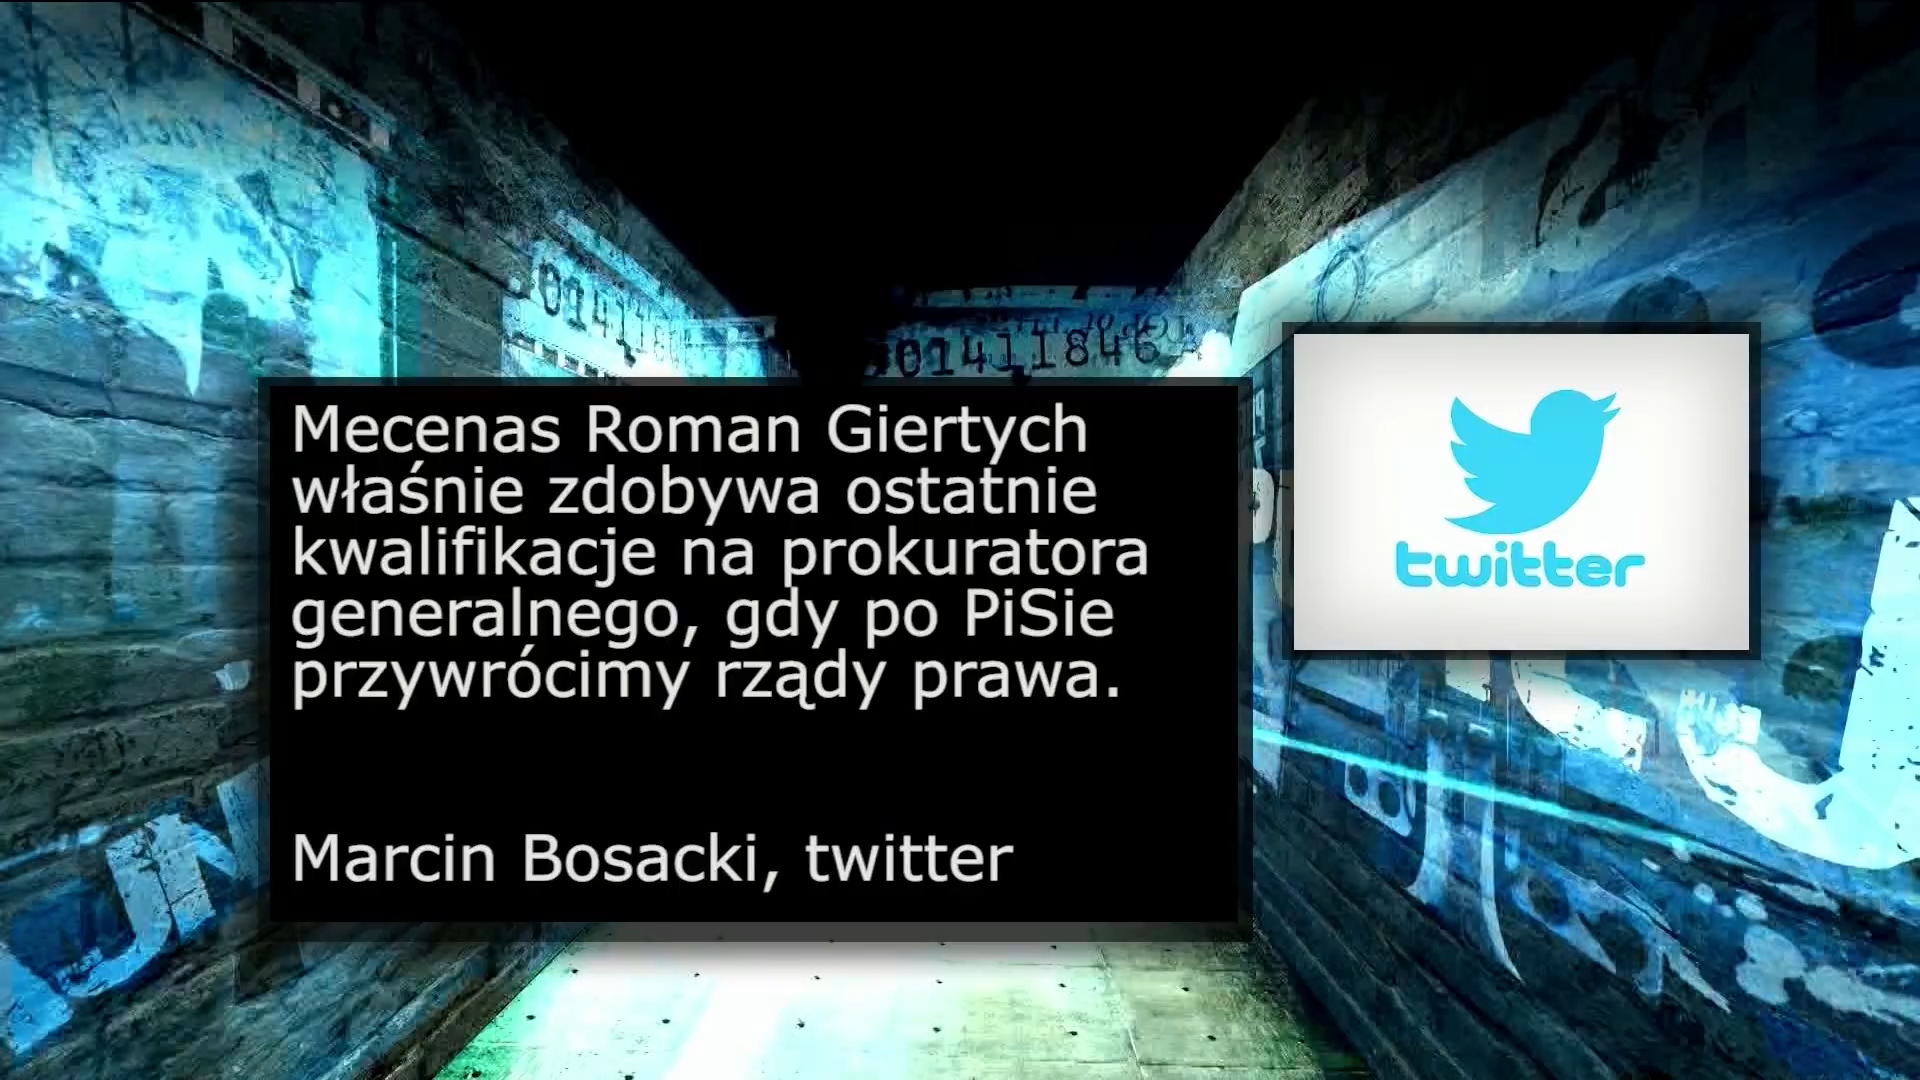 01411846
Mecenas Roman Giertych
właśnie zdobywa ostatnie
kwalifikacje na prokuratora
generalnego, gdy po PiSie
przywrócimy rządy prawa.
Marcin Bosacki, twitter
twitter